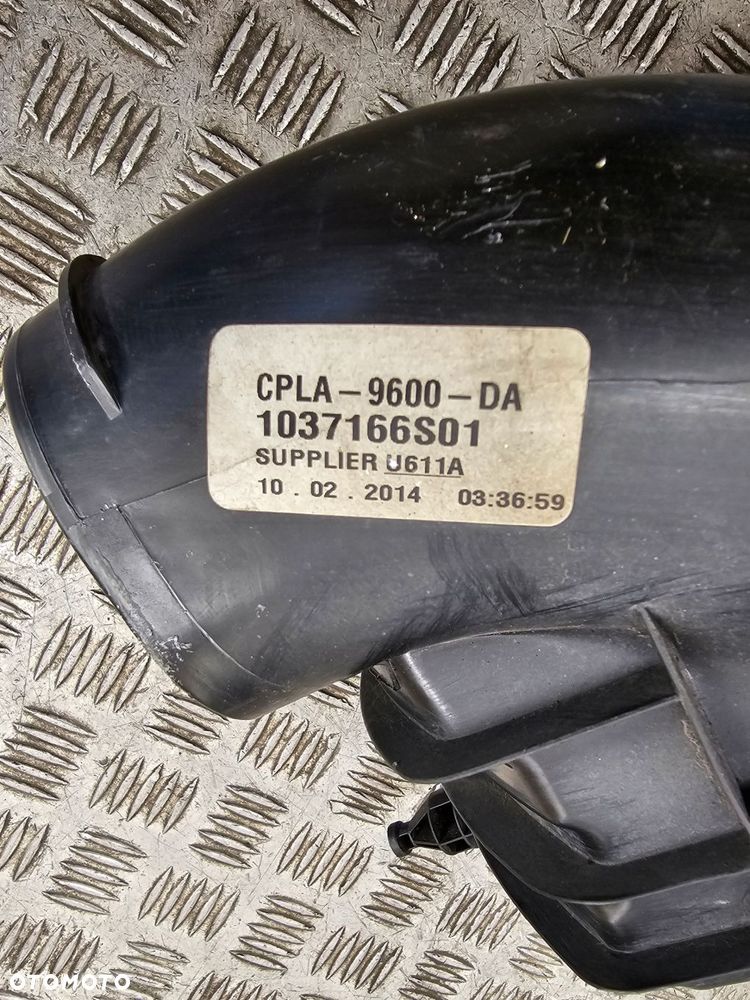 CPLA-9600-DA
1037166S01
SUPPLIER U611A
10.02.2014 03:36:59
OTOMOTO